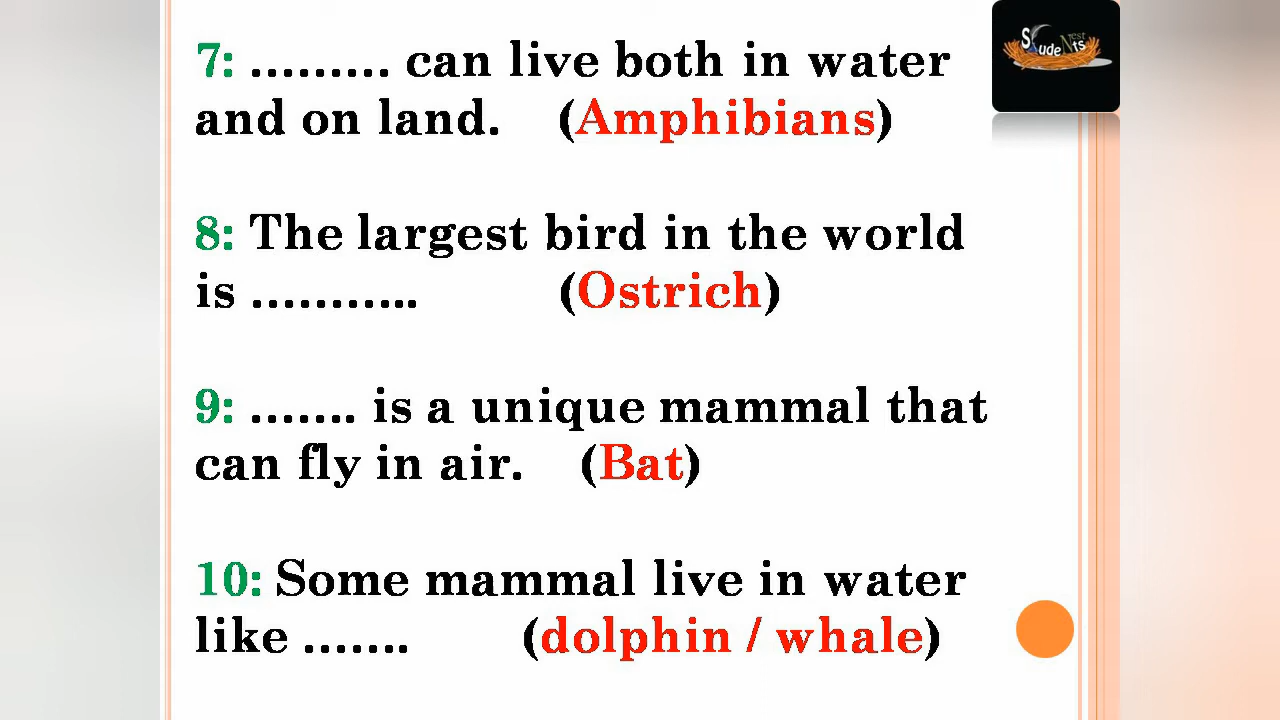 Students Nest
7: ......... can live both in water
and on land. (Amphibians)
8: The largest bird in the world
is ........... (Ostrich)
9: ....... is a unique mammal that
can fly in air. (Bat)
10: Some mammal live in water
like ....... (dolphin / whale)